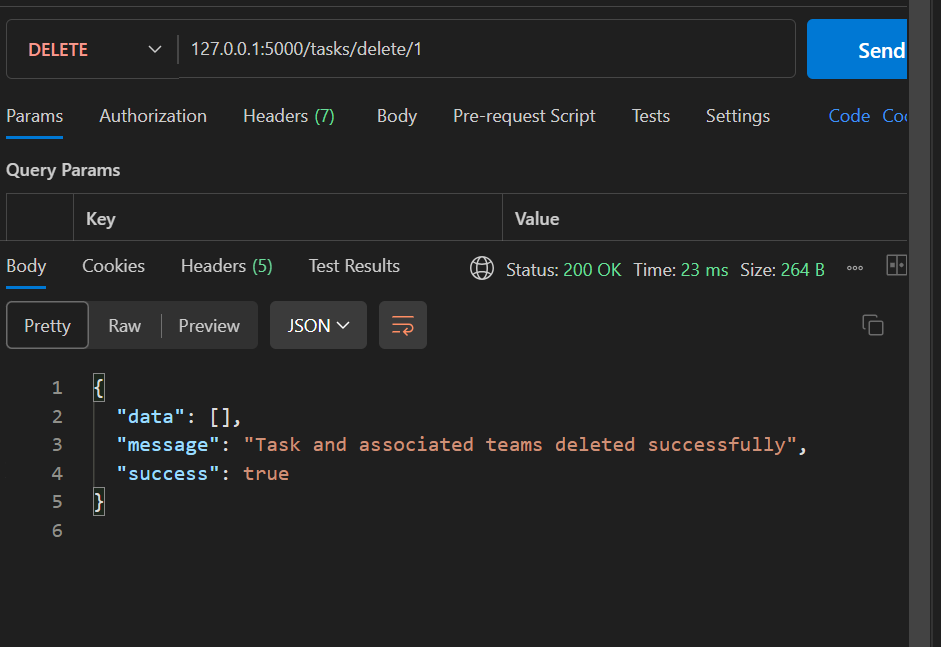 DELETE 127.0.0.1:5000/tasks/delete/1 Send
Params Authorization Headers (7) Body Pre-request Script Tests Settings Code Coo
Query Params
Key Value
Body Cookies Headers (5) Test Results Status: 200 OK Time: 23 ms Size: 264 B
Pretty Raw Preview JSON
1 {
2 "data": [],
3 "message": "Task and associated teams deleted successfully",
4 "success": true
5 }
6